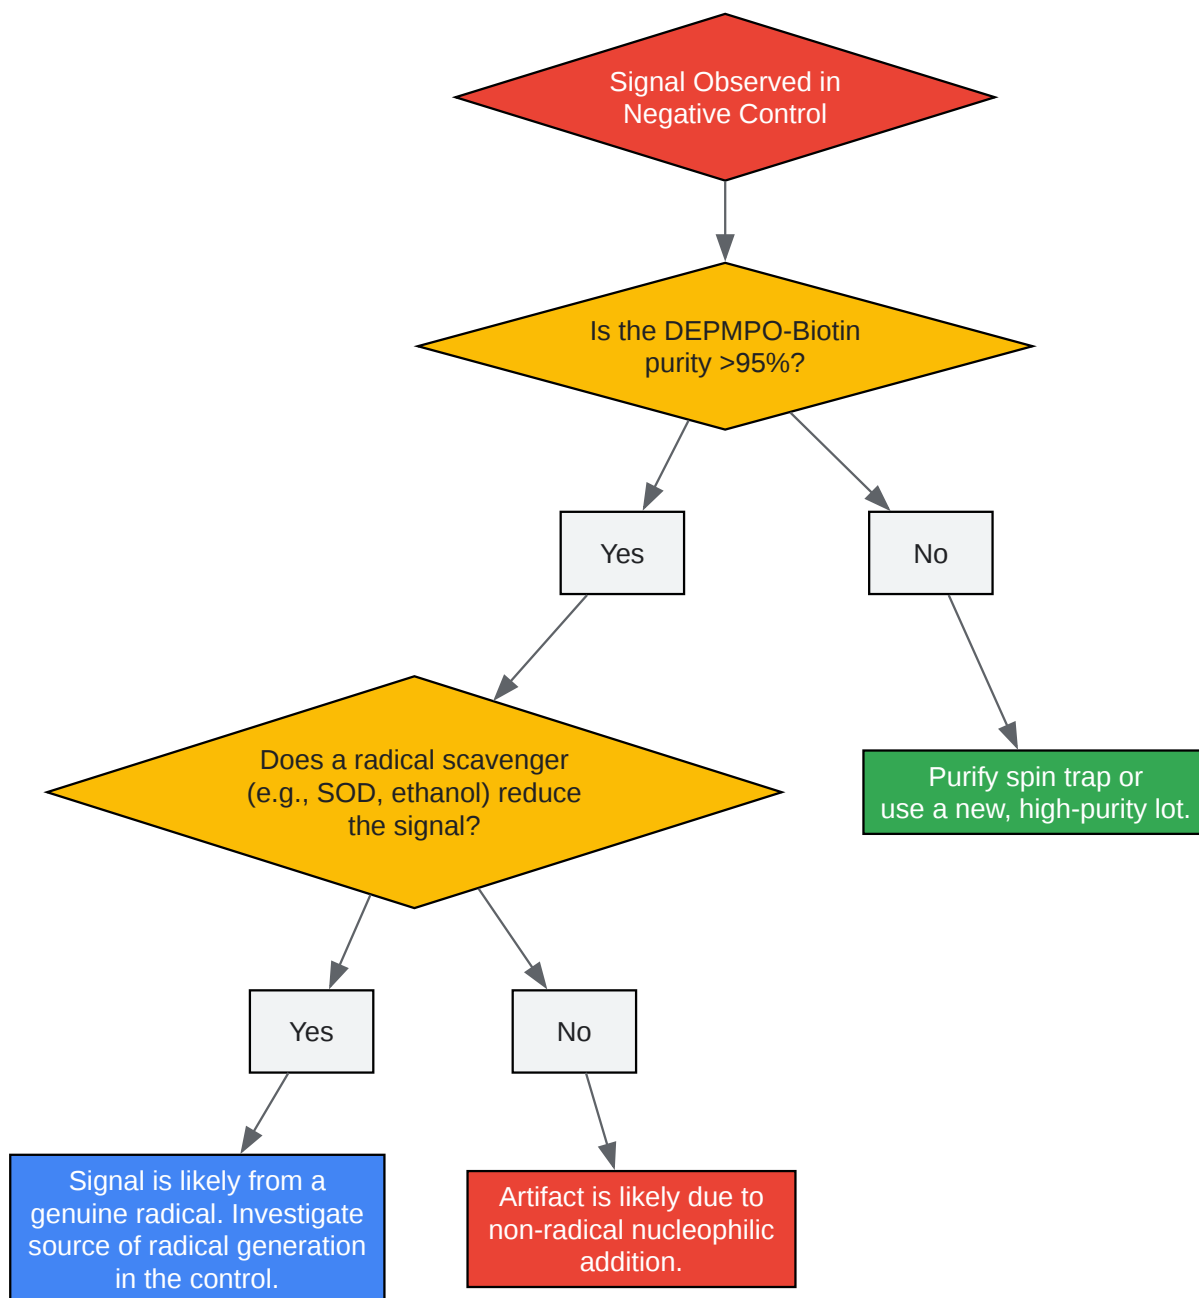 Signal Observed in
Negative Control
Is the DEPMPO-Biotin
purity >95%?
Yes
No
Does a radical scavenger
(e.g., SOD, ethanol) reduce
the signal?
Purify spin trap or
use a new, high-purity lot.
Yes
No
Signal is likely from a
genuine radical. Investigate
source of radical generation
in the control.
Artifact is likely due to
non-radical nucleophilic
addition.